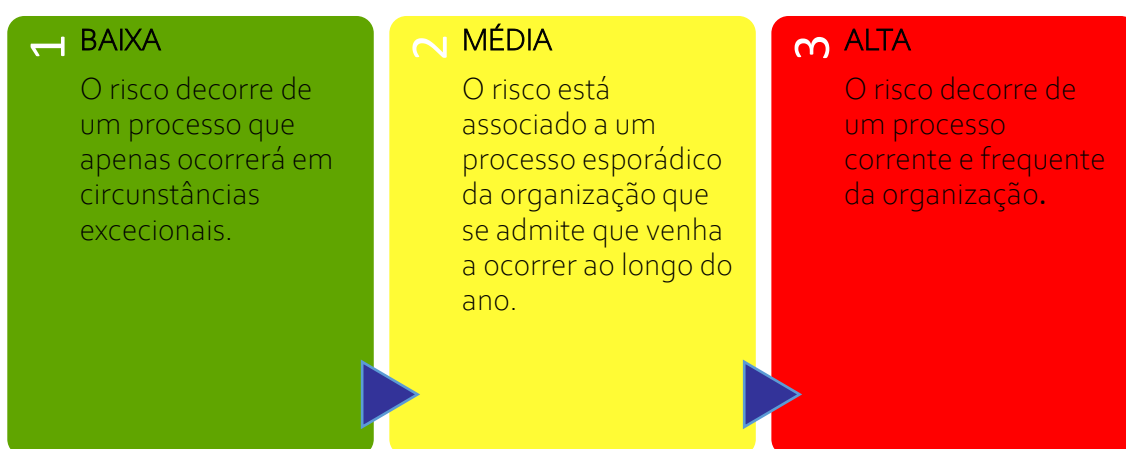 1
BAIXA
O risco decorre de
um processo que
apenas ocorrerá em
circunstâncias
excecionais.
2
MÉDIA
O risco está
associado a um
processo esporádico
da organização que
se admite que venha
a ocorrer ao longo do
ano.
3
ALTA
O risco decorre de
um processo
corrente e frequente
da organização.